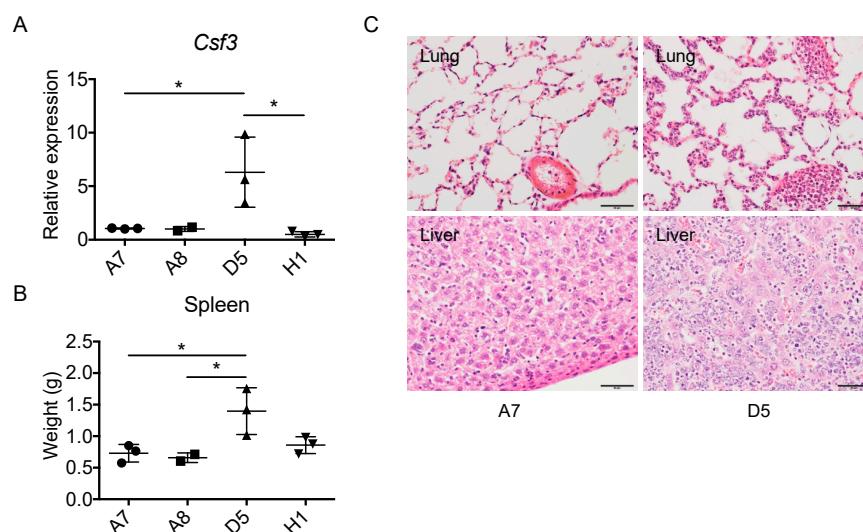 A
Csf3
Relative expression
15
10
5
0
*
*
A7
A8
D5
H1
B
Spleen
Weight (g)
2.5
2.0
1.5
1.0
0.5
0.0
*
*
A7
A8
D5
H1
C
Lung
Lung
Liver
Liver
A7
D5